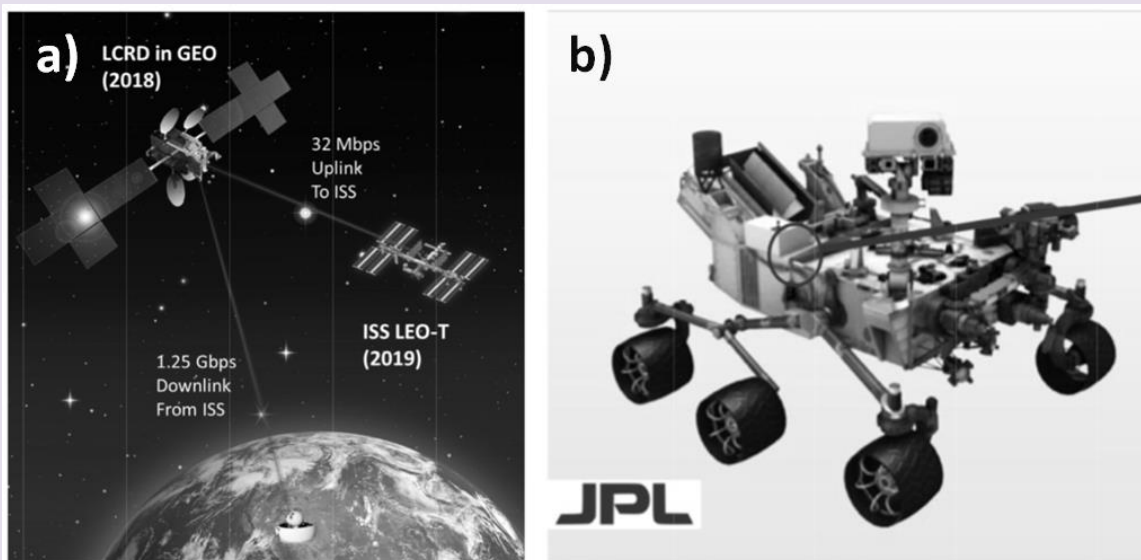 a)
LCRD in GEO
(2018)
32 Mbps
Uplink
To ISS
ISS LEO-T
(2019)
1.25 Gbps
Downlink
From ISS
b)
JPL